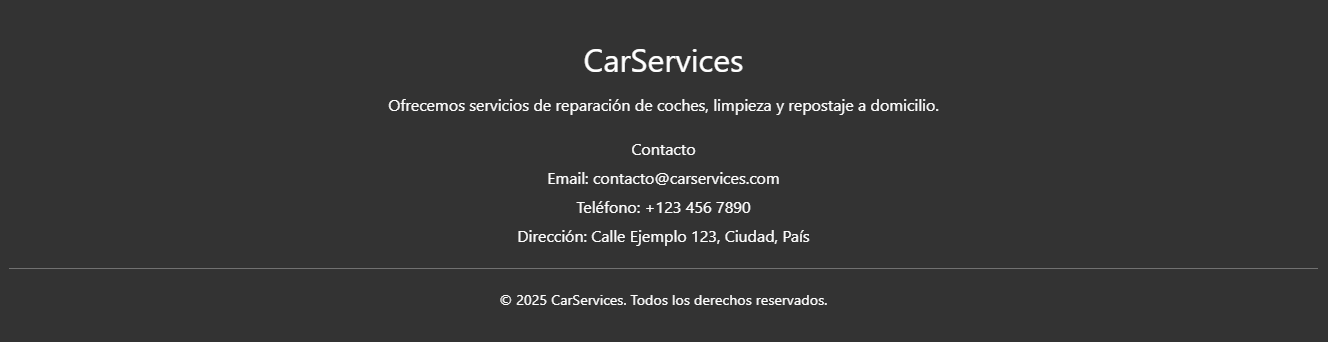 CarServices
Ofrecemos servicios de reparación de coches, limpieza y repostaje a domicilio.
Contacto
Email: contacto@carservices.com
Teléfono: +123 456 7890
Dirección: Calle Ejemplo 123, Ciudad, País
© 2025 CarServices. Todos los derechos reservados.